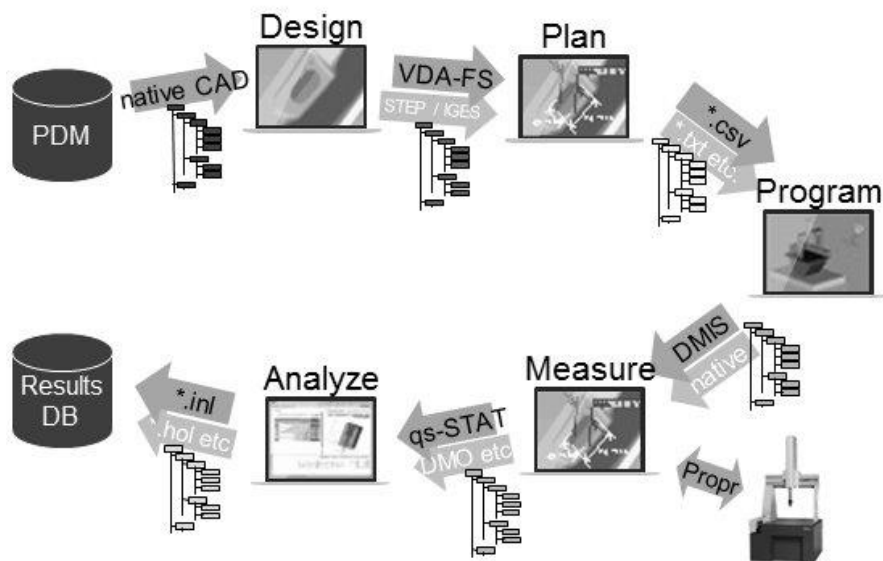 Design
Plan
native CAD
VDA-FS
STEP / IGES
PDM
*.csv
*.txt etc.
Program
DMIS
native
Measure
Analyze
Results
DB
*.inl
.hol etc
qs-STAT
DMO etc
Propr